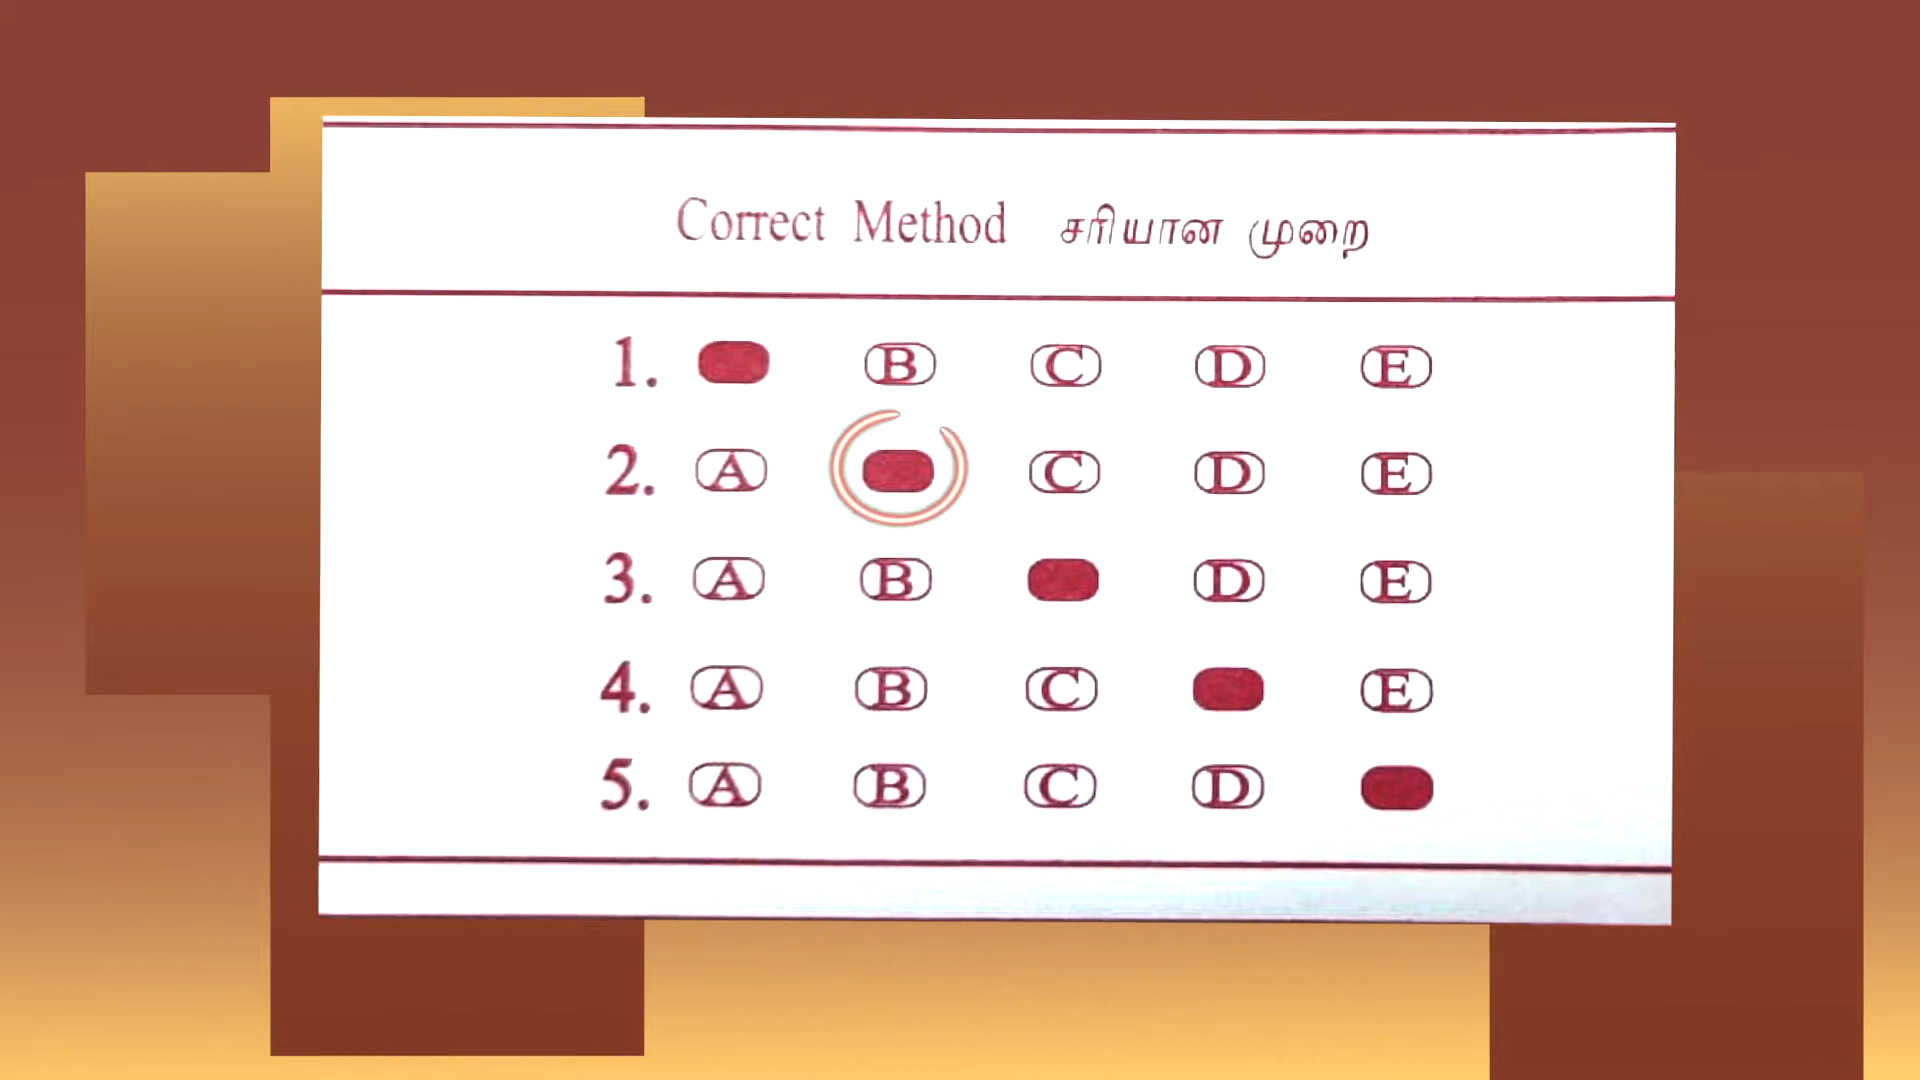 Correct Method சரியான முறை
1. B C D E
2. A C D E
3. A B D E
4. A B C E
5. A B C D